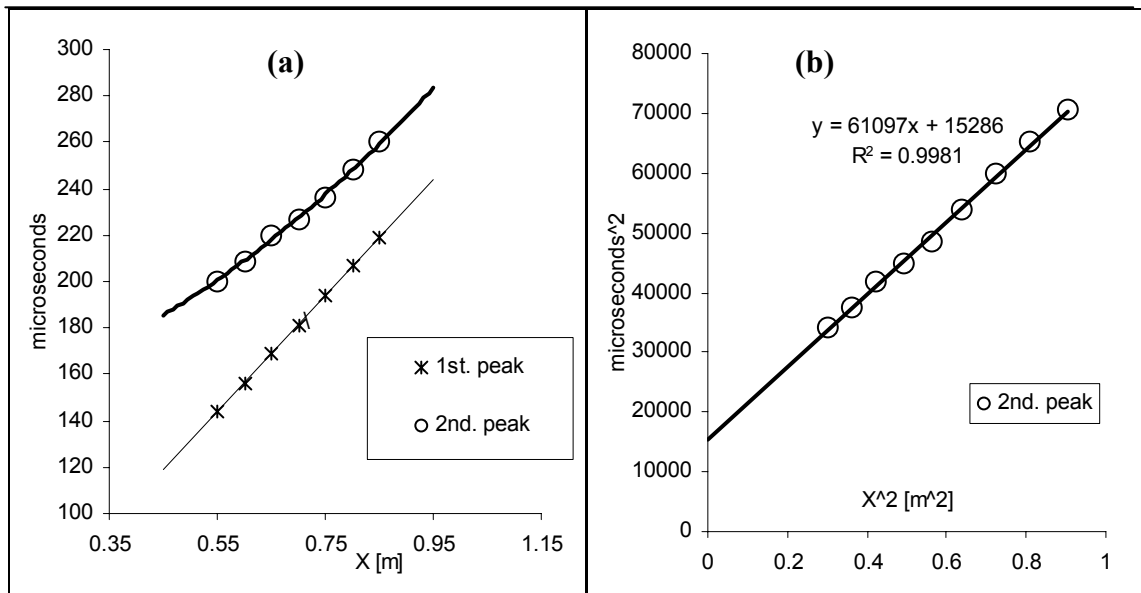 (a)
300
280
260
240
220
200
180
160
140
120
100
microseconds
1st. peak
2nd. peak
0.35
0.55
0.75
0.95
1.15
X [m]
(b)
80000
70000
60000
50000
40000
30000
20000
10000
0
microseconds^2
y = 61097x + 15286
R² = 0.9981
2nd. peak
X^2 [m^2]
0
0.2
0.4
0.6
0.8
1